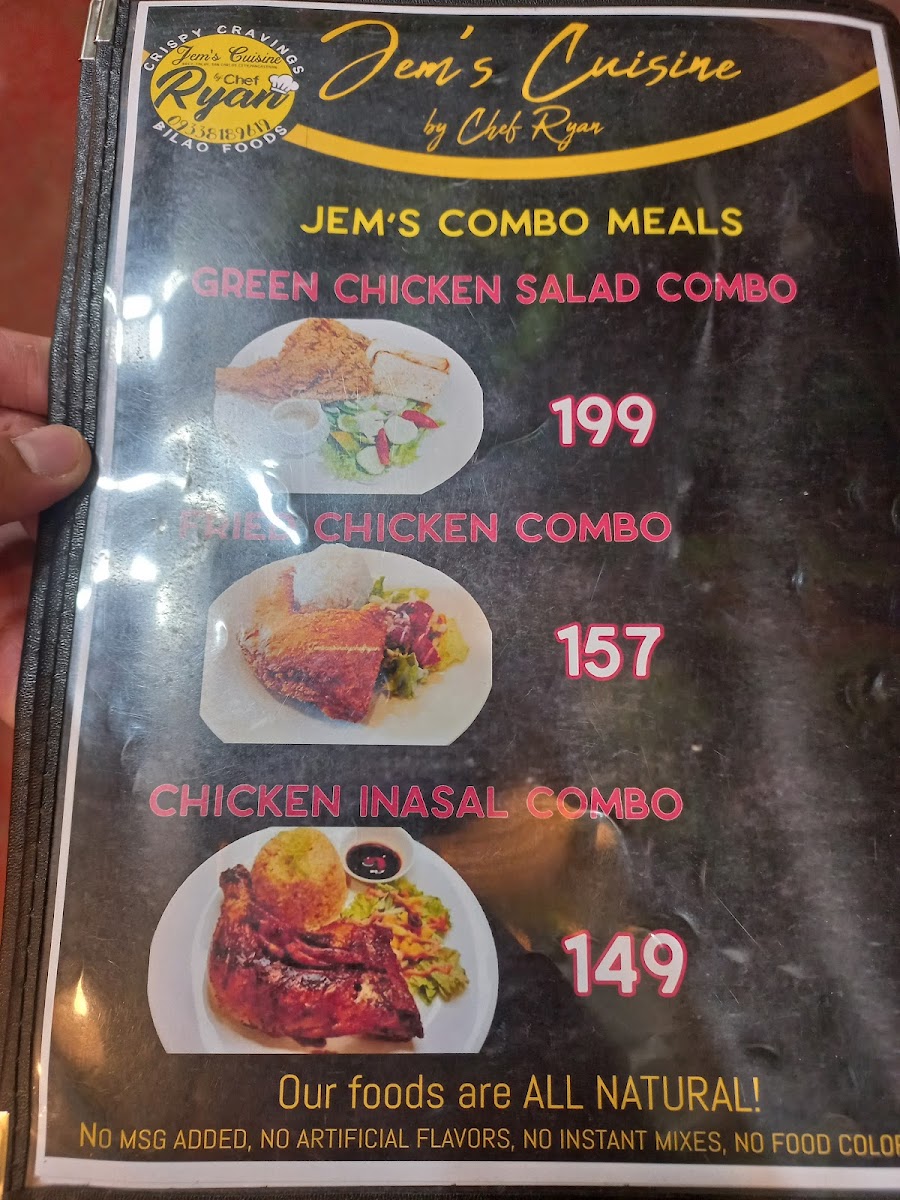 CRISPY CRAVINGS
Jem's Cuisine
by Chef
Ryan
09338189619
BILAO FOODS
Jem's Cuisine
by Chef Ryan
JEM'S COMBO MEALS
GREEN CHICKEN SALAD COMBO
199
FRIED CHICKEN COMBO
157
CHICKEN INASAL COMBO
149
Our foods are ALL NATURAL!
NO MSG ADDED, NO ARTIFICIAL FLAVORS, NO INSTANT MIXES, NO FOOD COLOR